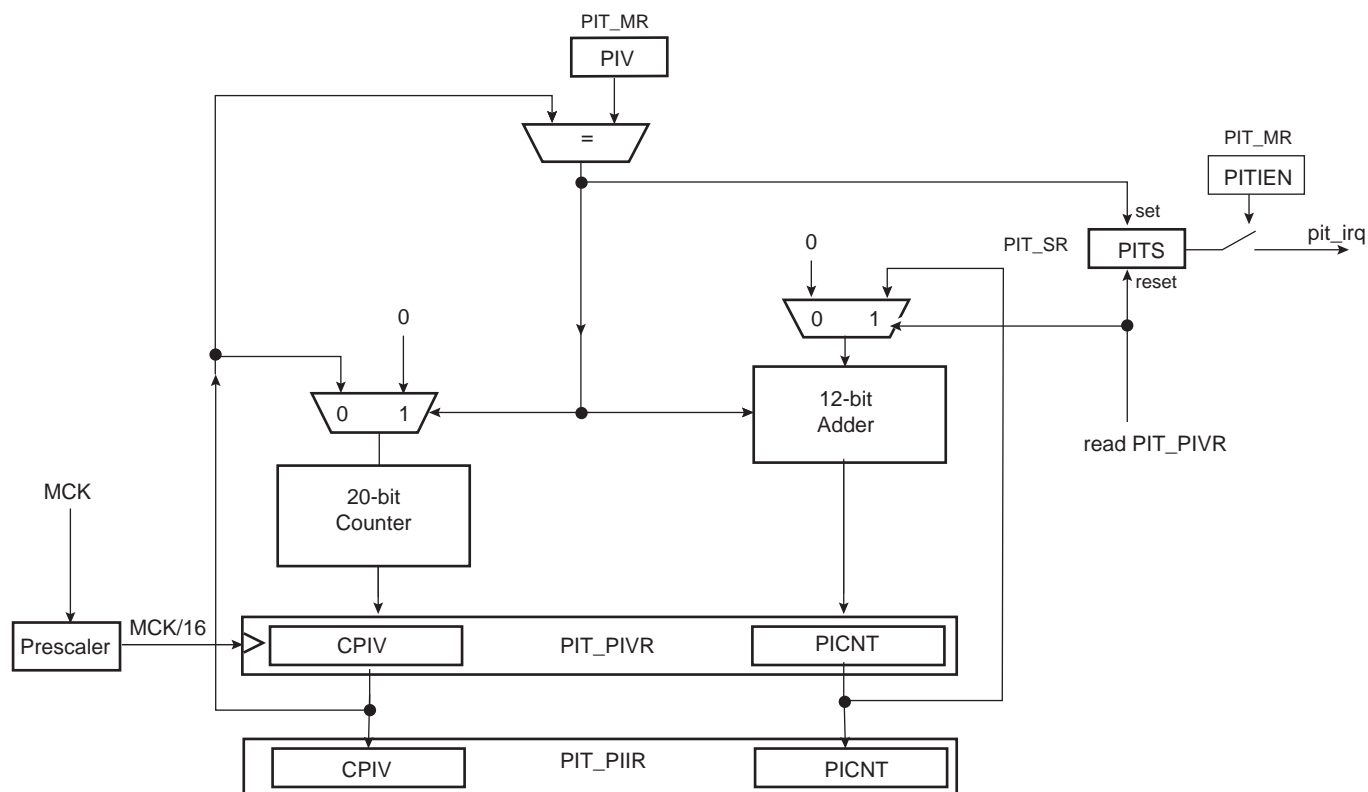 PIT_MR
PIV
=
PIT_MR
PITIEN
set
0
PIT_SR
PITS
pit_irq
reset
0
0 1
0 1
12-bit
Adder
read PIT_PIVR
MCK
20-bit
Counter
MCK/16
Prescaler
CPIV
PIT_PIVR
PICNT
CPIV
PIT_PIIR
PICNT